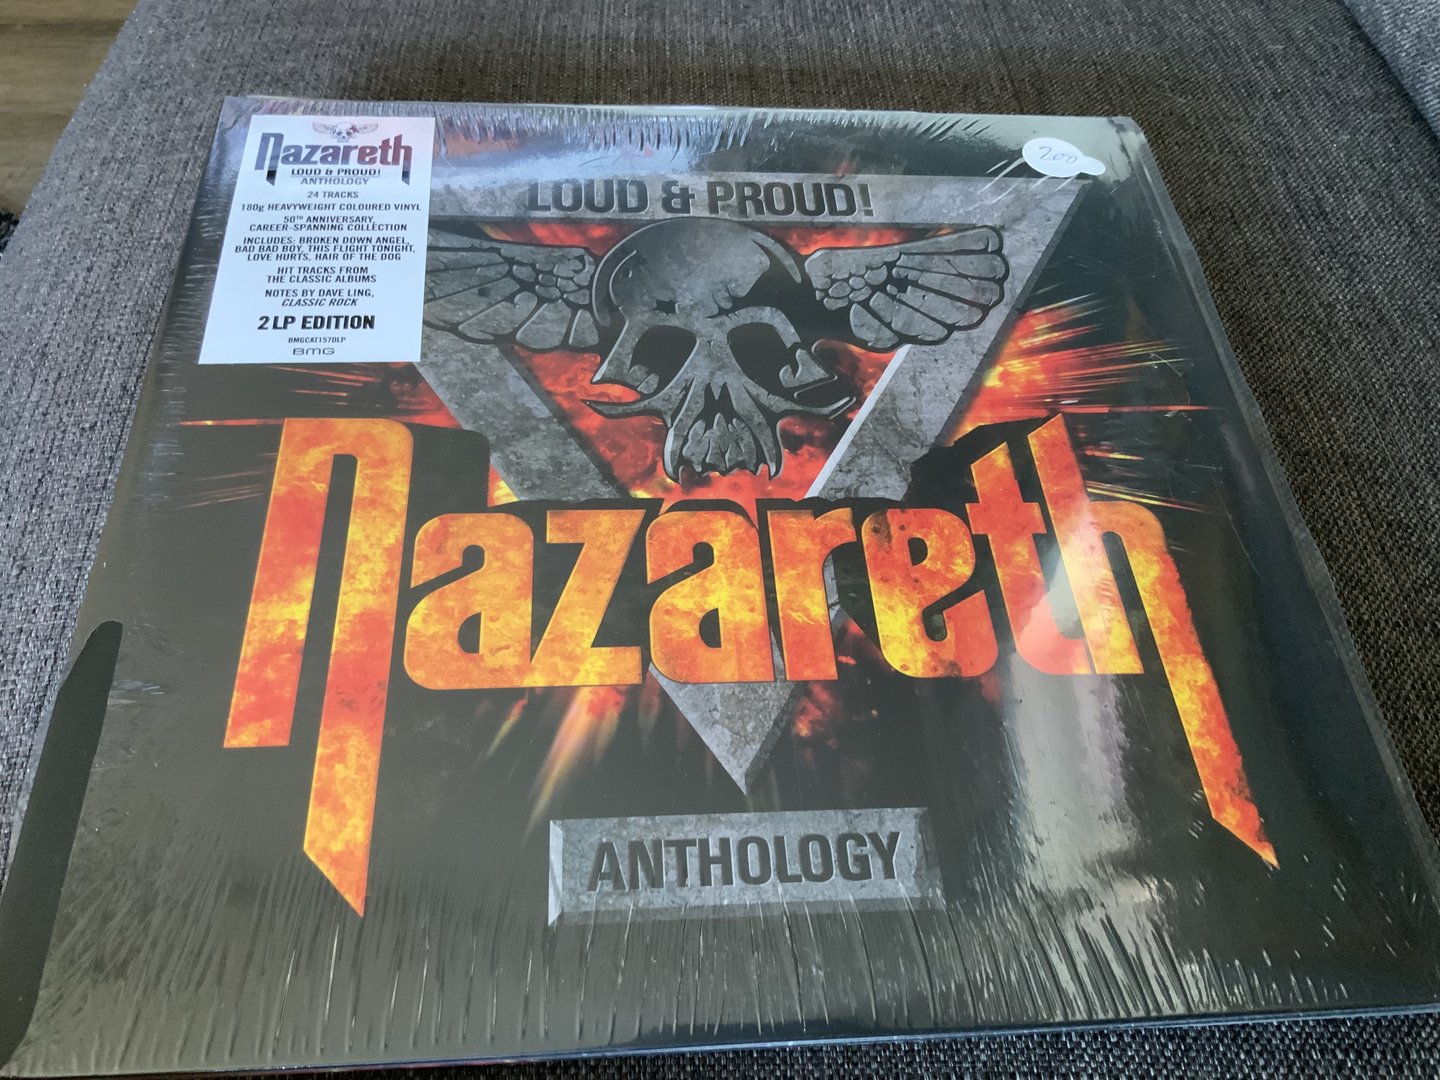 Nazareth
LOUD & PROUD!
ANTHOLOGY
24 TRACKS
180g HEAVYWEIGHT COLOURED VINYL
50TH ANNIVERSARY,
CAREER-SPANNING COLLECTION
INCLUDES: BROKEN DOWN ANGEL,
BAD BAD BOY, THIS FLIGHT TONIGHT,
LOVE HURTS, HAIR OF THE DOG
HIT TRACKS FROM
THE CLASSIC ALBUMS
NOTES BY DAVE LING,
CLASSIC ROCK
2LP EDITION
BMGCAT157DLP
BMG
200
LOUD & PROUD!
Nazareth
ANTHOLOGY